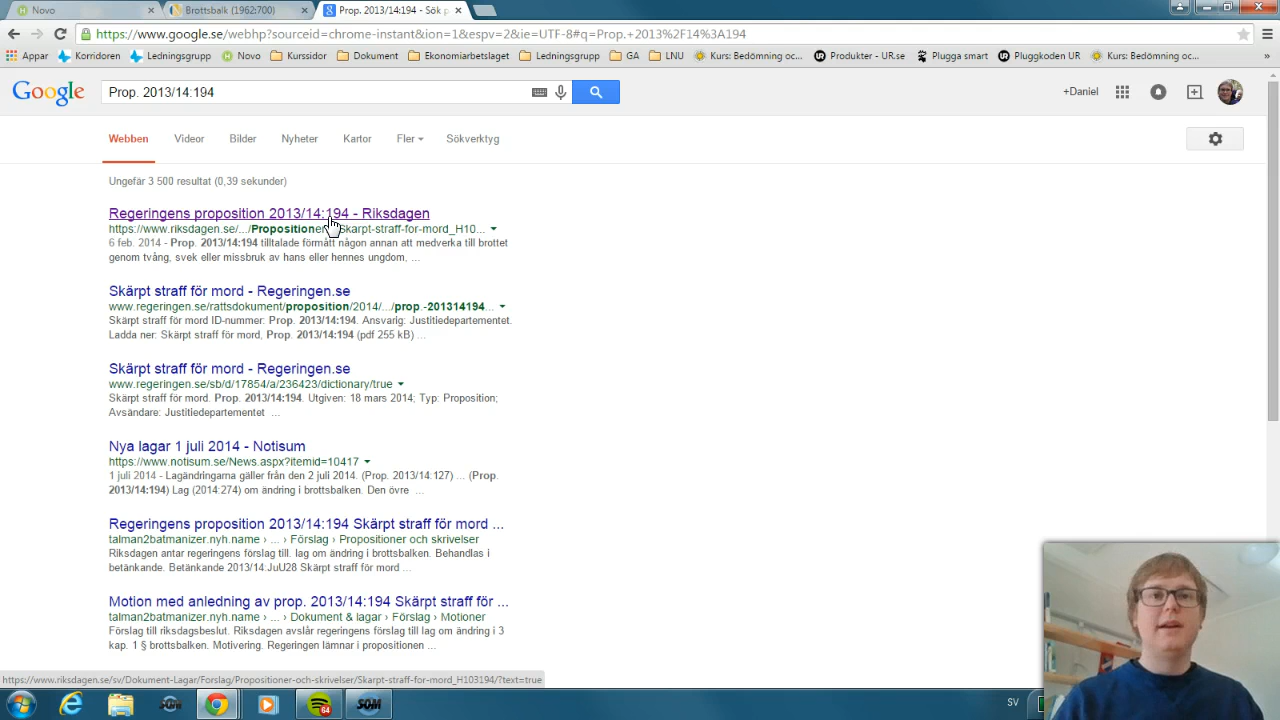 Novo
Brottsbalk (1962:700)
Prop. 2013/14:194 - Sök p
https://www.google.se/webhp?sourceid=chrome-instant&ion=1&espv=2&ie=UTF-8#q=Prop.+2013%2F14%3A194
Appar
Korridoren
Ledningsgrupp
Novo
Kurssidor
Dokument
Ekonomiarbetslaget
Ledningsgrupp
GA
LNU
Kurs: Bedömning oc...
Produkter - UR.se
Plugga smart
Pluggkoden UR
Kurs: Bedömning oc...
»
Google
Prop. 2013/14:194
+Daniel
Webben
Videor
Bilder
Nyheter
Kartor
Fler
Sökverktyg
Ungefär 3 500 resultat (0,39 sekunder)
Regeringens proposition 2013/14:194 - Riksdagen
https://www.riksdagen.se/.../Propositioner-... Skarpt-straff-for-mord_H10...
6 feb. 2014 - Prop. 2013/14:194 tilltalade förmått någon annan att medverka till brottet
genom tvång, svek eller missbruk av hans eller hennes ungdom, ...
Skärpt straff för mord - Regeringen.se
www.regeringen.se/rattsdokument/proposition/2014/.../prop.-201314194...
Skärpt straff för mord ID-nummer: Prop. 2013/14:194. Ansvarig: Justitiedepartementet.
Ladda ner: Skärpt straff för mord, Prop. 2013/14:194 (pdf 255 kB) ...
Skärpt straff för mord - Regeringen.se
www.regeringen.se/sb/d/17854/a/236423/dictionary/true
Skärpt straff för mord. Prop. 2013/14:194. Utgiven: 18 mars 2014; Typ: Proposition;
Avsändare: Justitiedepartementet ...
Nya lagar 1 juli 2014 - Notisum
https://www.notisum.se/News.aspx?itemid=10417
1 juli 2014 - Lagändringarna gäller från den 2 juli 2014. (Prop. 2013/14:127) ... (Prop.
2013/14:194) Lag (2014:274) om ändring i brottsbalken. Den övre ...
Regeringens proposition 2013/14:194 Skärpt straff för mord ...
talman2batmanizer.nyh.name › ... › Förslag › Propositioner och skrivelser
Riksdagen antar regeringens förslag till. lag om ändring i brottsbalken. Behandlas i
betänkande. Betänkande 2013/14:JuU28 Skärpt straff för mord ...
Motion med anledning av prop. 2013/14:194 Skärpt straff för ...
talman2batmanizer.nyh.name › ... › Dokument & lagar › Förslag › Motioner
Förslag till riksdagsbeslut. Riksdagen avslår regeringens förslag till lag om ändring i 3
kap. 1 § brottsbalken. Motivering. Regeringen lämnar i propositionen ...
https://www.riksdagen.se/sv/Dokument-Lagar/Forslag/Propositioner-och-skrivelser/Skarpt-straff-for-mord_H103194/?text=true
SOM
64
SOM
SV